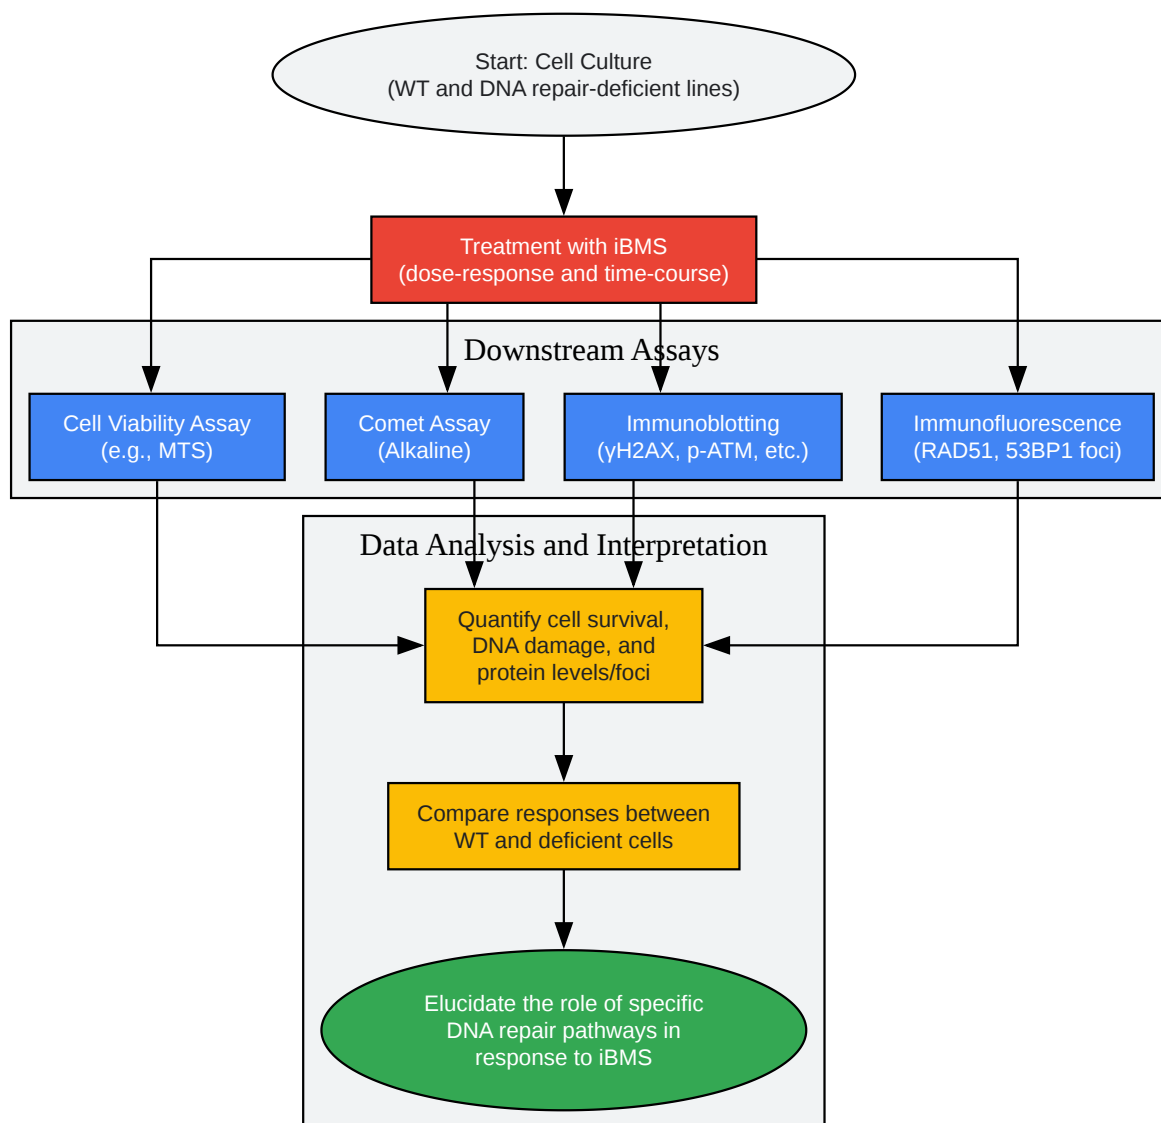 Start: Cell Culture
(WT and DNA repair-deficient lines)
Treatment with iBMS
(dose-response and time-course)
Downstream Assays
Cell Viability Assay
(e.g., MTS)
Comet Assay
(Alkaline)
Immunoblotting
(γH2AX, p-ATM, etc.)
Immunofluorescence
(RAD51, 53BP1 foci)
Data Analysis and Interpretation
Quantify cell survival,
DNA damage, and
protein levels/foci
Compare responses between
WT and deficient cells
Elucidate the role of specific
DNA repair pathways in
response to iBMS